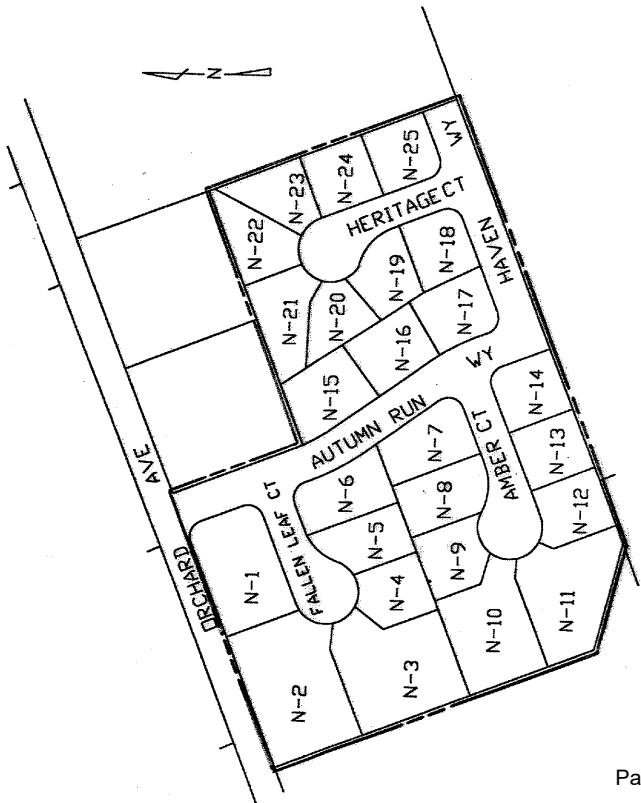 N
ORCHARD AVE
N-1
N-2
N-3
N-4
N-5
N-6
FALLEN LEAF CT
AUTUMN RUN WY
N-7
N-8
N-9
N-10
N-11
N-12
N-13
N-14
AMBER CT
N-15
N-16
N-17
N-18
N-19
N-20
N-21
N-22
N-23
N-24
N-25
HERITAGE CT
HAVEN WY
Pa